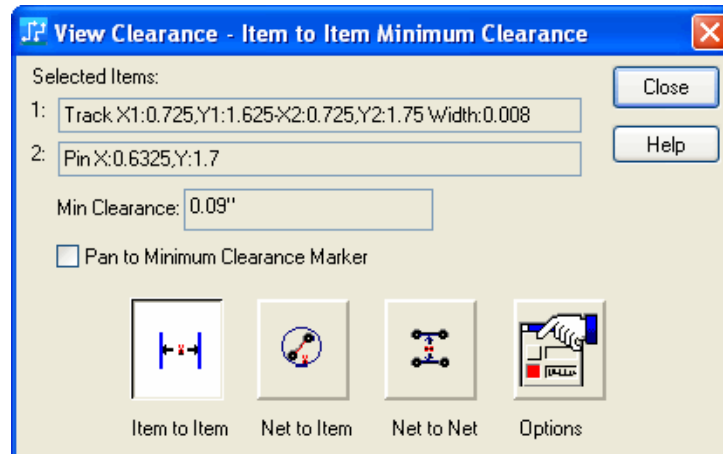 View Clearance - Item to Item Minimum Clearance
Selected Items:
Close
1: Track X1:0.725,Y1:1.625-X2:0.725,Y2:1.75 Width:0.008
Help
2: Pin X:0.6325,Y:1.7
Min Clearance: 0.09"
Pan to Minimum Clearance Marker
Item to Item Net to Item Net to Net Options